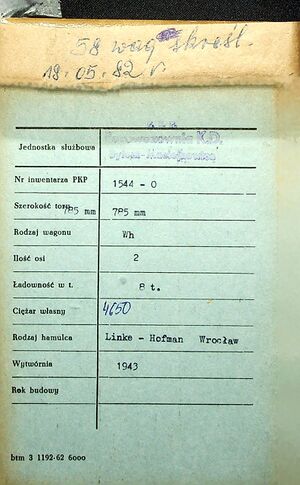 58 wag skreśl.
18.05.82 r.
P.K.P.
Parowozownia K.D.
Jednostka służbowa
Nr inwentarza PKP 1544 - O
Szerokość toru 785 mm 785 mm
Rodzaj wagonu Wh
Ilość osi 2
Ładowność w t. 8 t.
Ciężar własny 4650
Rodzaj hamulca Linke - Hofman Wrocław
Wytwórnia 1943
Rok budowy
btm 3 1192-62 6000